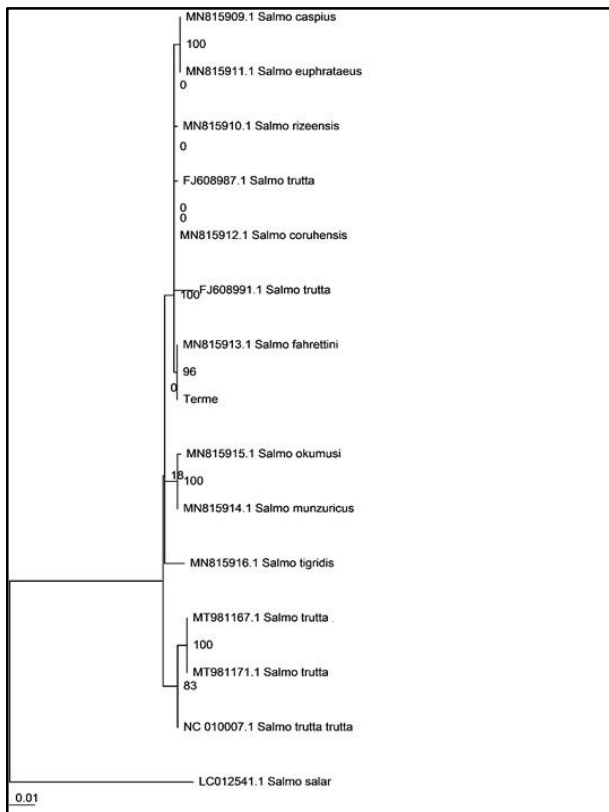 MN815909.1 Salmo caspius
100
MN815911.1 Salmo euphrataeus
0
MN815910.1 Salmo rizeensis
0
FJ608987.1 Salmo trutta
0
0
MN815912.1 Salmo coruhensis
FJ608991.1 Salmo trutta
100
MN815913.1 Salmo fahrettini
96
0
Terme
MN815915.1 Salmo okumusi
18
100
MN815914.1 Salmo munzuricus
MN815916.1 Salmo tigridis
MT981167.1 Salmo trutta
100
MT981171.1 Salmo trutta
83
NC 010007.1 Salmo trutta trutta
LC012541.1 Salmo salar
0.01